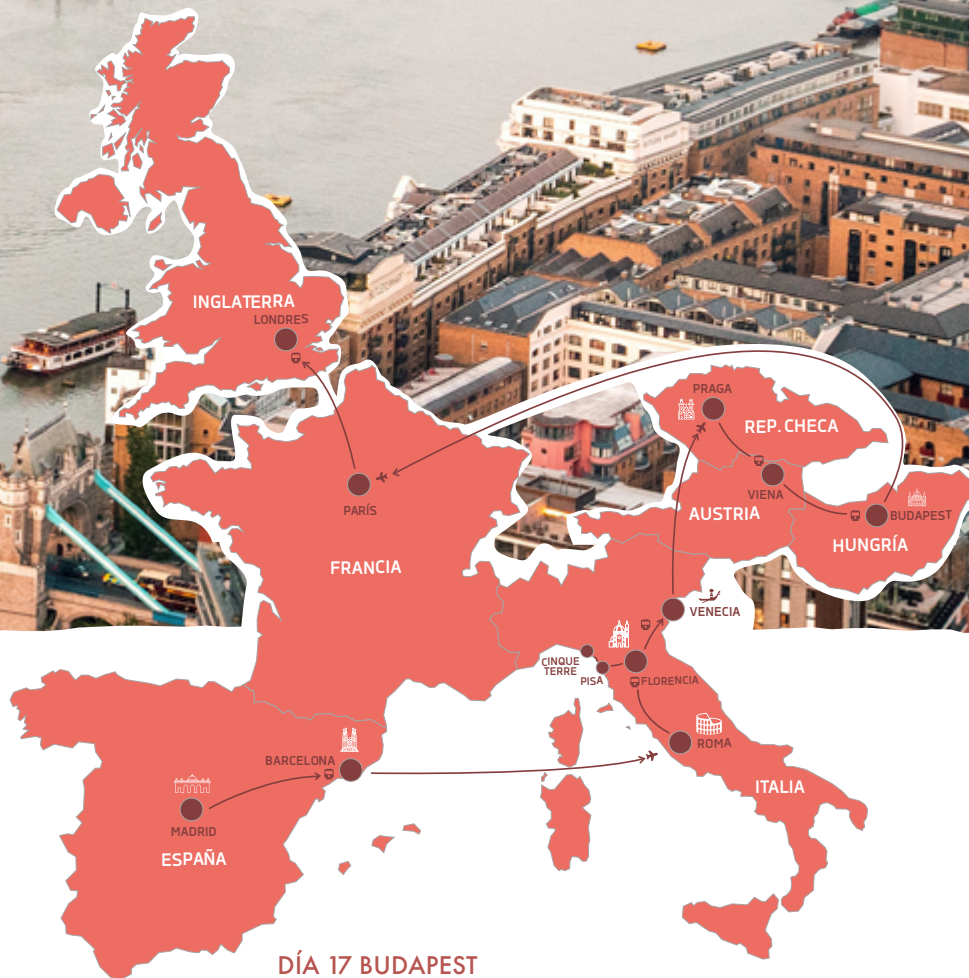 INGLATERRA
LONDRES
PRAGA
REP. CHECA
PARÍS
VIENA
AUSTRIA
BUDAPEST
HUNGRÍA
FRANCIA
VENECIA
CINQUE
TERRE
PISA
FLORENCIA
ROMA
BARCELONA
ITALIA
MADRID
ESPAÑA
DÍA 17 BUDAPEST